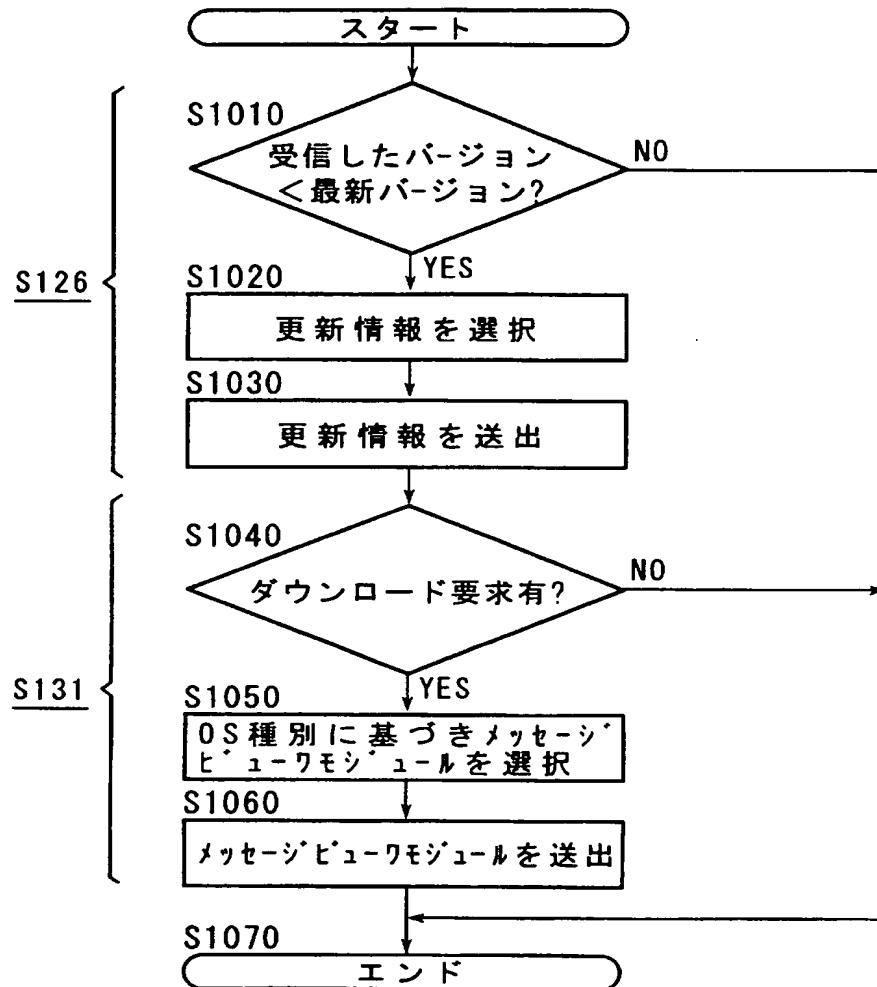 スタート
S1010
受信したバージョン
<最新バージョン?
NO
YES
S126
S1020
更新情報を選択
S1030
更新情報を送出
S1040
ダウンロード要求有?
NO
YES
S131
S1050
OS種別に基づきメッセージ
ビューワモジュールを選択
S1060
メッセージビューワモジュールを送出
S1070
エンド